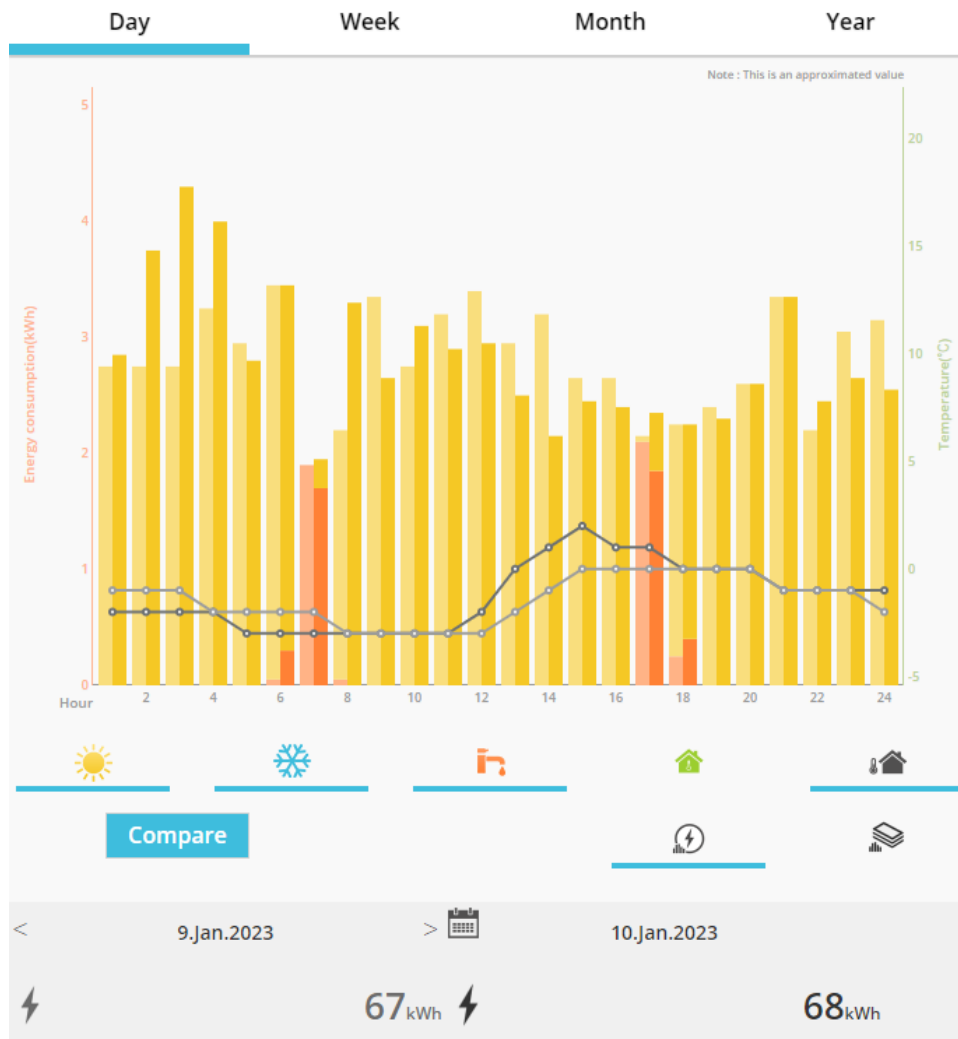 Day Week Month Year
Note : This is an approximated value
5
4
3
2
1
0
Energy consumption(kWh)
20
15
10
5
0
-5
Temperature(°C)
Hour 2 4 6 8 10 12 14 16 18 20 22 24
Compare
< 9.Jan.2023 > 10.Jan.2023
67kWh 68kWh